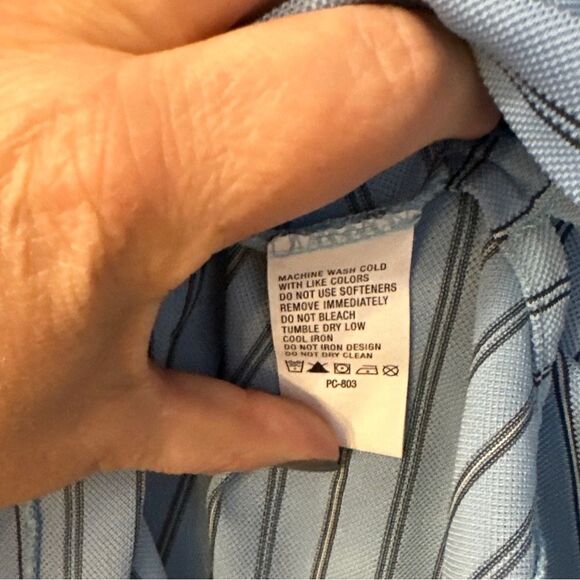 MACHINE WASH COLD
WITH LIKE COLORS
DO NOT USE SOFTENERS
REMOVE IMMEDIATELY
DO NOT BLEACH
TUMBLE DRY LOW
COOL IRON
DO NOT IRON DESIGN
DO NOT DRY CLEAN
PC-803